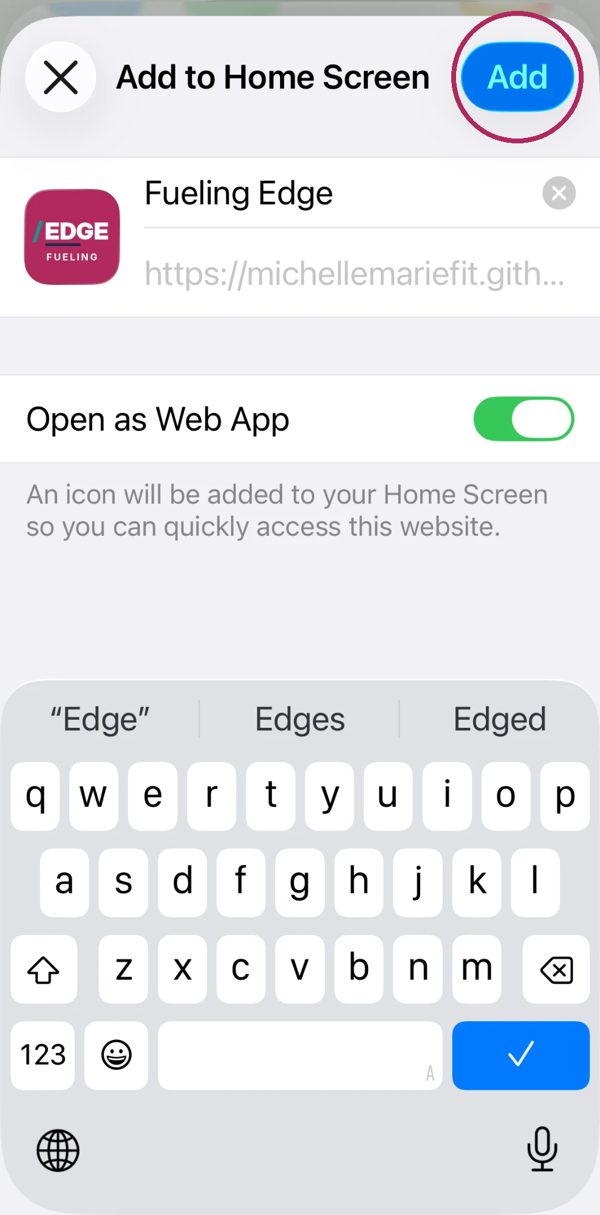 Add to Home Screen
Add
Fueling Edge
/EDGE
FUELING
https://michellemariefit.gith...
Open as Web App
An icon will be added to your Home Screen
so you can quickly access this website.
“Edge” Edges Edged
q w e r t y u i o p
a s d f g h j k l
z x c v b n m
123
A